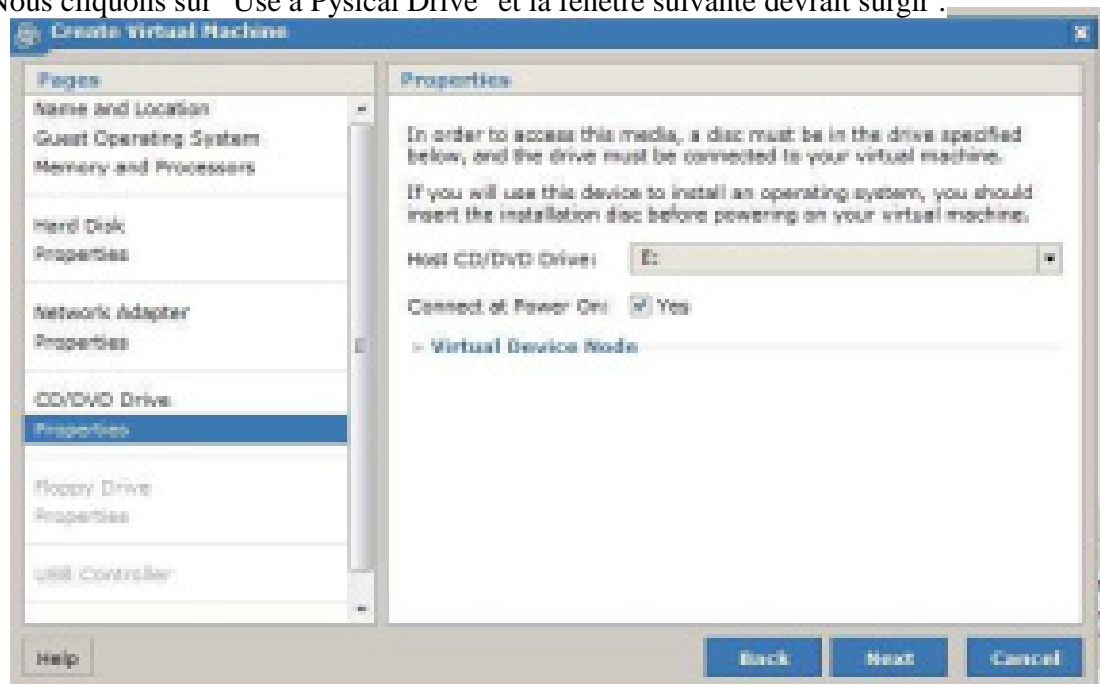 Nous cliquons sur "Use a Pysical Drive" et la fenêtre suivante devrait surgir :
Create Virtual Machine
Pages
Name and Location
Guest Operating System
Memory and Processors
Hard Disk
Properties
Network Adapter
Properties
CD/DVD Drive
Properties
Floppy Drive
Properties
USB Controller
Properties
In order to access this media, a disc must be in the drive specified
below, and the drive must be connected to your virtual machine.
If you will use this device to install an operating system, you should
insert the installation disc before powering on your virtual machine.
Host CD/DVD Drive: E:
Connect at Power On: Yes
Virtual Device Node
Help
Back
Next
Cancel